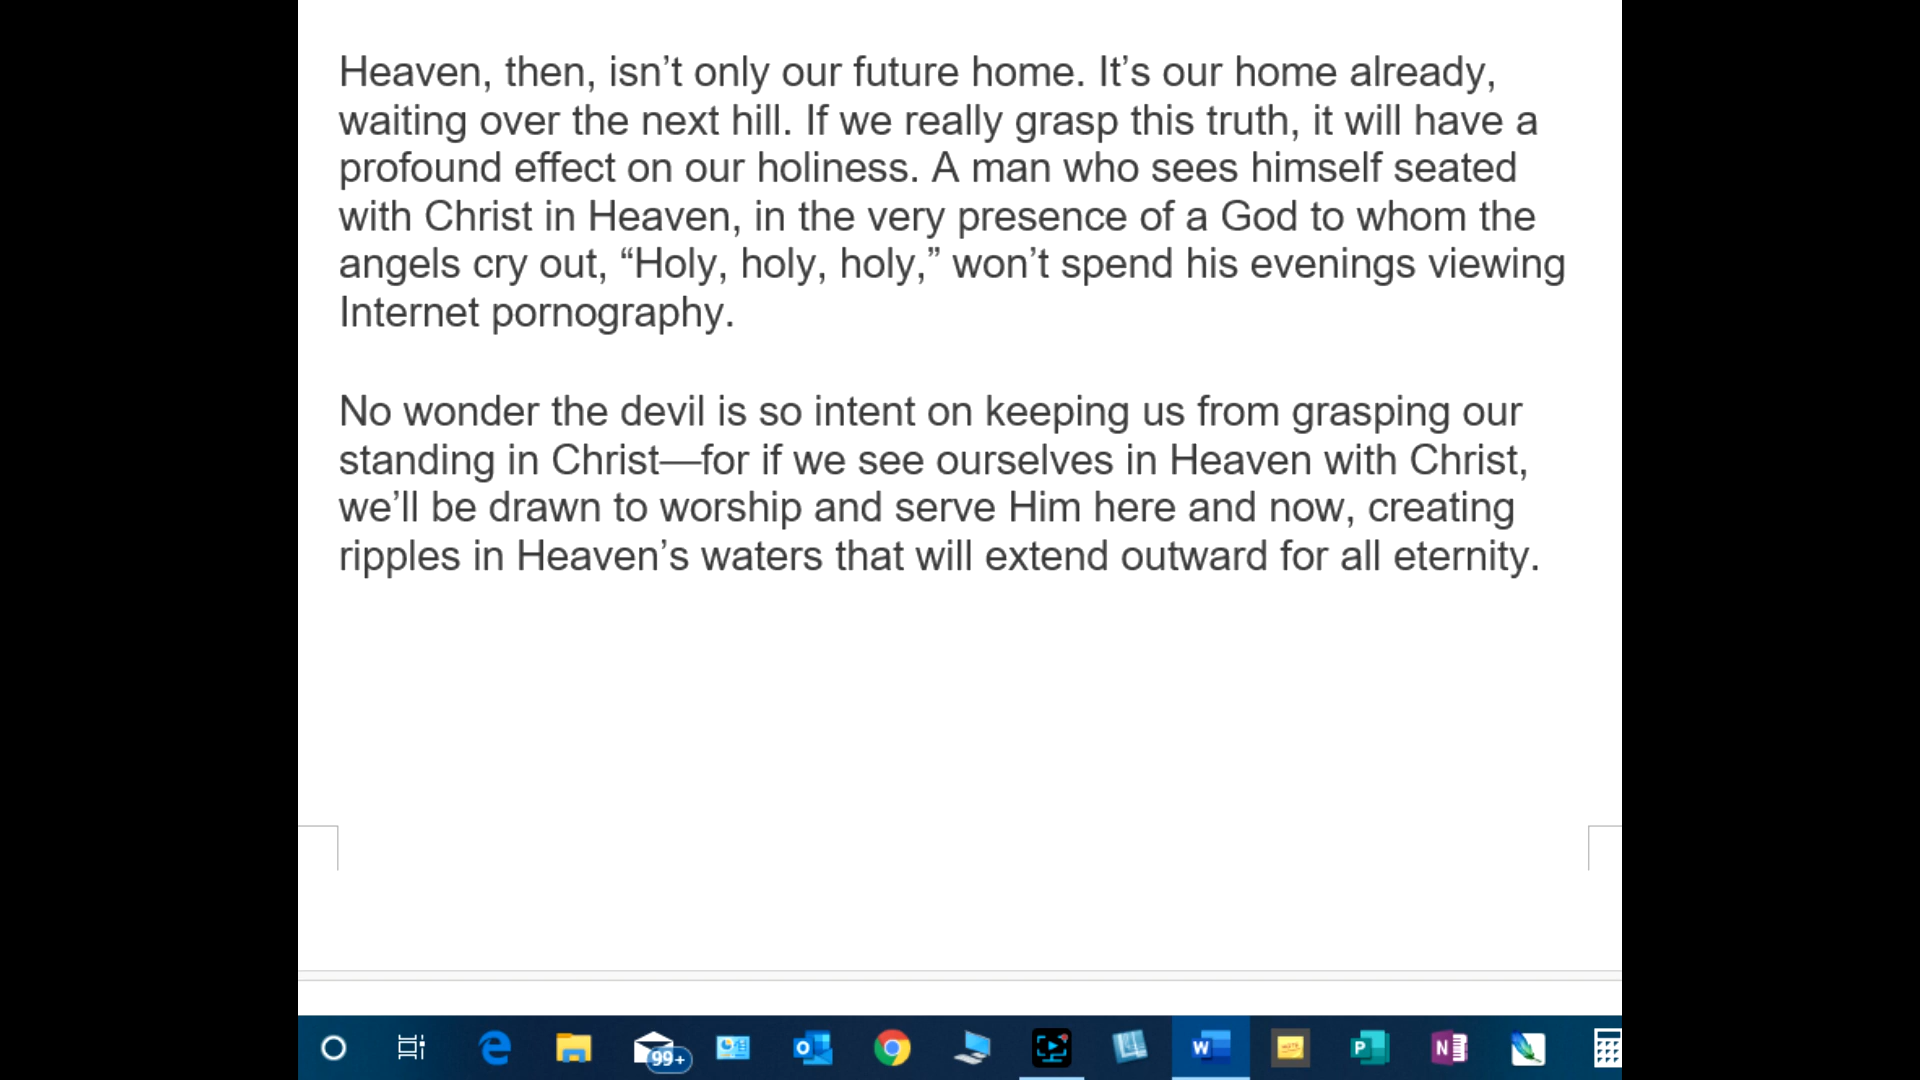 Heaven, then, isn’t only our future home. It’s our home already,
waiting over the next hill. If we really grasp this truth, it will have a
profound effect on our holiness. A man who sees himself seated
with Christ in Heaven, in the very presence of a God to whom the
angels cry out, “Holy, holy, holy,” won’t spend his evenings viewing
Internet pornography.
No wonder the devil is so intent on keeping us from grasping our
standing in Christ—for if we see ourselves in Heaven with Christ,
we’ll be drawn to worship and serve Him here and now, creating
ripples in Heaven’s waters that will extend outward for all eternity.
99+